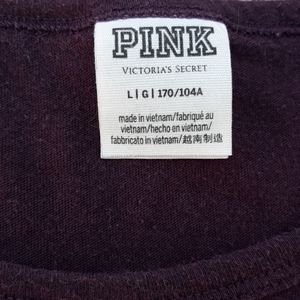 PINK
VICTORIA'S SECRET
L | G | 170/104A
made in vietnam/fabriqué au
vietnam/hecho en vietnam/
fabbricato in vietnam/越南制造